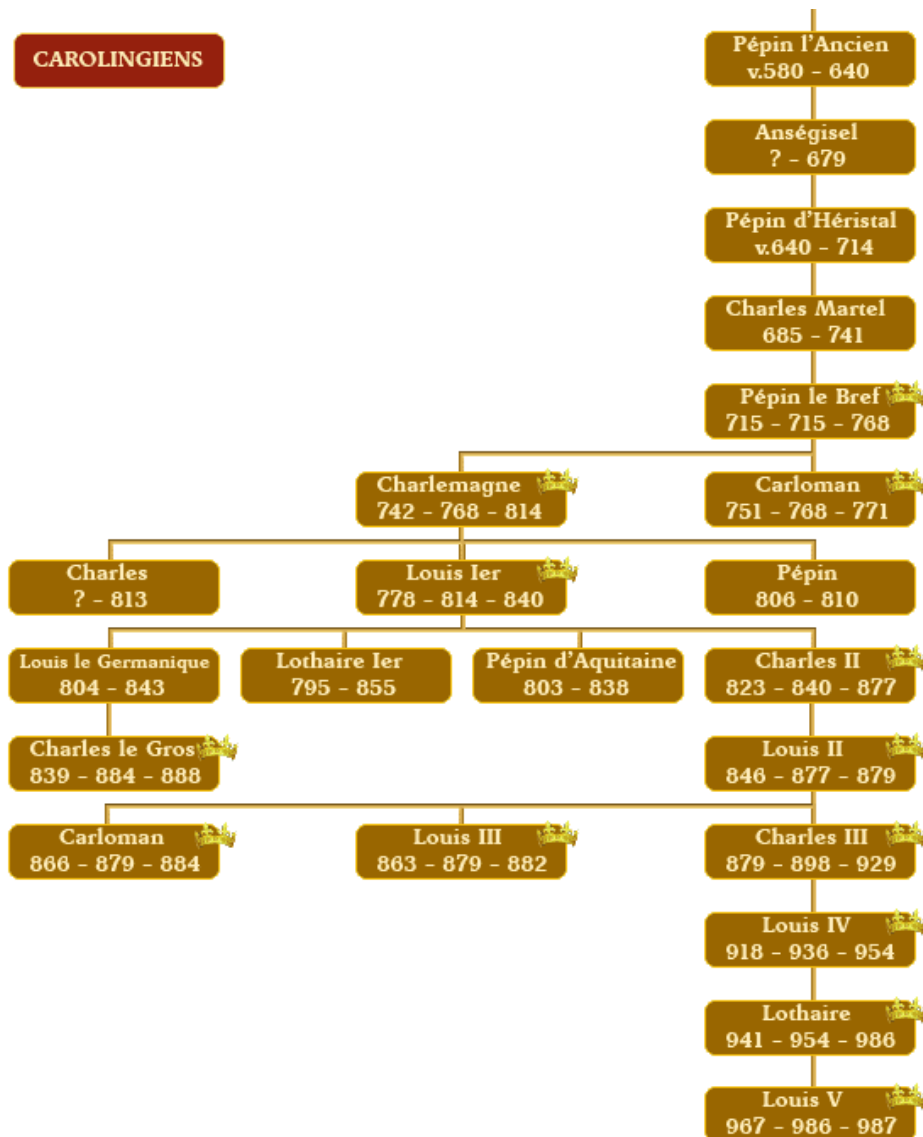 CAROLINGIENS
Pépin l'Ancien
v.580 - 640
Anségisel
? - 679
Pépin d'Héristal
v.640 - 714
Charles Martel
685 - 741
Pépin le Bref
715 - 715 - 768
Charlemagne
742 - 768 - 814
Carloman
751 - 768 - 771
Charles
? - 813
Louis Ier
778 - 814 - 840
Pépin
806 - 810
Louis le Germanique
804 - 843
Lothaire Ier
795 - 855
Pépin d'Aquitaine
803 - 838
Charles II
823 - 840 - 877
Charles le Gros
839 - 884 - 888
Louis II
846 - 877 - 879
Carloman
866 - 879 - 884
Louis III
863 - 879 - 882
Charles III
879 - 898 - 929
Louis IV
918 - 936 - 954
Lothaire
941 - 954 - 986
Louis V
967 - 986 - 987